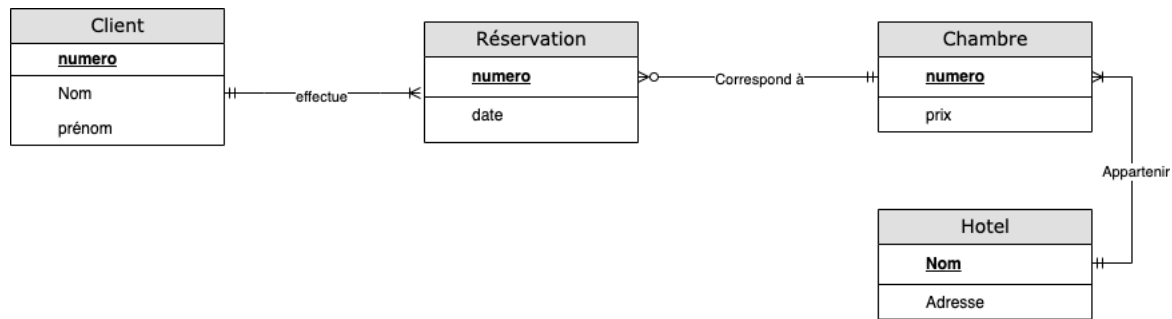 Client
numero
Nom
prénom
effectue
Réservation
numero
date
Correspond à
Chambre
numero
prix
Appartenir
Hotel
Nom
Adresse